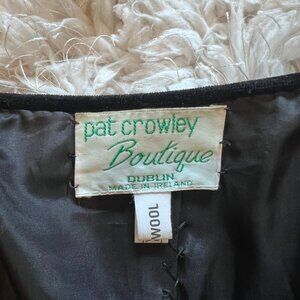 pat crowley
Boutique
DUBLIN
MADE IN IRELAND
WOOL